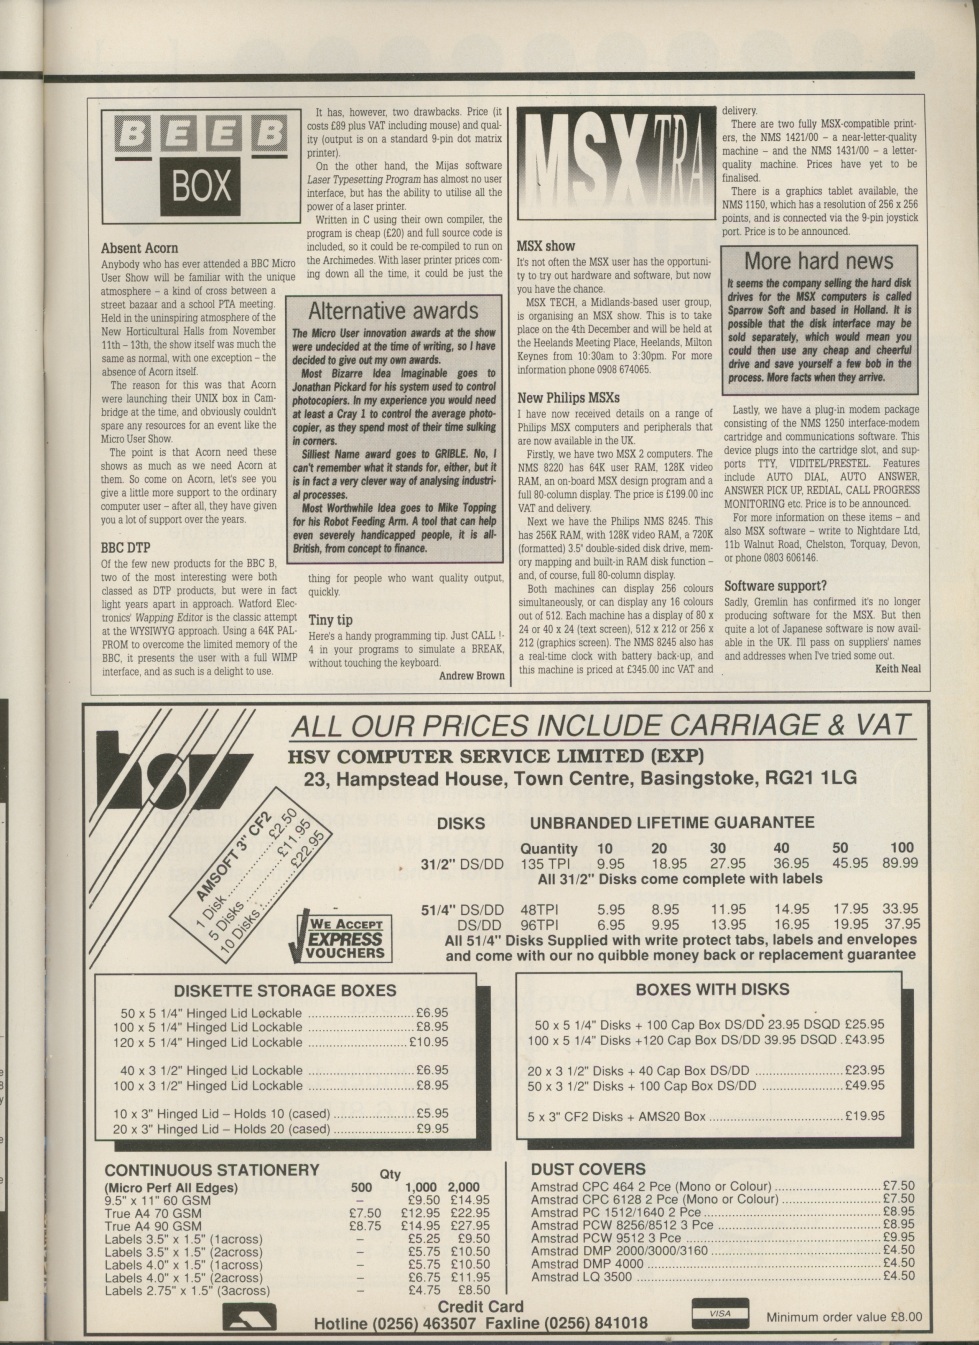 BEEB
BOX
Absent Acorn
Anybody who has ever attended a BBC Micro
User Show will be familiar with the unique
atmosphere – a kind of cross between a
street bazaar and a school PTA meeting.
Held in the uninspiring atmosphere of the
New Horticultural Halls from November
11th - 13th, the show itself was much the
same as normal, with one exception – the
absence of Acorn itself.
The reason for this was that Acorn
were launching their UNIX box in Cam-
bridge at the time, and obviously couldn't
spare any resources for an event like the
Micro User Show.
The point is that Acorn need these
shows as much as we need Acorn at
them. So come on Acorn, let's see you
give a little more support to the ordinary
computer user – after all, they have given
you a lot of support over the years.
BBC DTP
Of the few new products for the BBC B,
two of the most interesting were both
classed as DTP products, but were in fact
light years apart in approach. Watford Elec-
tronics' Wapping Editor is the classic attempt
at the WYSIWYG approach. Using a 64K PAL-
PROM to overcome the limited memory of the
BBC, it presents the user with a full WIMP
interface, and as such is a delight to use.
It has, however, two drawbacks. Price (it
costs £89 plus VAT including mouse) and qual-
ity (output is on a standard 9-pin dot matrix
printer).
On the other hand, the Mijas software
Laser Typesetting Program has almost no user
interface, but has the ability to utilise all the
power of a laser printer.
Written in C using their own compiler, the
program is cheap (£20) and full source code is
included, so it could be re-compiled to run on
the Archimedes. With laser printer prices com-
ing down all the time, it could be just the
Alternative awards
The Micro User innovation awards at the show
were undecided at the time of writing, so I have
decided to give out my own awards.
Most Bizarre Idea Imaginable goes to
Jonathan Pickard for his system used to control
photocopiers. In my experience you would need
at least a Cray 1 to control the average photo-
copier, as they spend most of their time sulking
in corners.
Silliest Name award goes to GRIBLE. No, I
can't remember what it stands for, either, but it
is in fact a very clever way of analysing industri-
al processes.
Most Worthwhile Idea goes to Mike Topping
for his Robot Feeding Arm. A tool that can help
even severely handicapped people, it is all-
British, from concept to finance.
thing for people who want quality output,
quickly.
Tiny tip
Here's a handy programming tip. Just CALL !-
4 in your programs to simulate a BREAK,
without touching the keyboard.
Andrew Brown
MSXTRA
MSX show
It's not often the MSX user has the opportuni-
ty to try out hardware and software, but now
you have the chance.
MSX TECH, a Midlands-based user group,
is organising an MSX show. This is to take
place on the 4th December and will be held at
the Heelands Meeting Place, Heelands, Milton
Keynes from 10:30am to 3:30pm. For more
information phone 0908 674065.
New Philips MSXs
I have now received details on a range of
Philips MSX computers and peripherals that
are now available in the UK.
Firstly, we have two MSX 2 computers. The
NMS 8220 has 64K user RAM, 128K video
RAM, an on-board MSX design program and a
full 80-column display. The price is £199.00 inc
VAT and delivery.
Next we have the Philips NMS 8245. This
has 256K RAM, with 128K video RAM, a 720K
(formatted) 3.5" double-sided disk drive, mem-
ory mapping and built-in RAM disk function –
and, of course, full 80-column display.
Both machines can display 256 colours
simultaneously, or can display any 16 colours
out of 512. Each machine has a display of 80 x
24 or 40 x 24 (text screen), 512 x 212 or 256 x
212 (graphics screen). The NMS 8245 also has
a real-time clock with battery back-up, and
this machine is priced at £345.00 inc VAT and
delivery.
There are two fully MSX-compatible print-
ers, the NMS 1421/00 – a near-letter-quality
machine – and the NMS 1431/00 – a letter-
quality machine. Prices have yet to be
finalised.
There is a graphics tablet available, the
NMS 1150, which has a resolution of 256 x 256
points, and is connected via the 9-pin joystick
port. Price is to be announced.
More hard news
It seems the company selling the hard disk
drives for the MSX computers is called
Sparrow Soft and based in Holland. It is
possible that the disk interface may be
sold separately, which would mean you
could then use any cheap and cheerful
drive and save yourself a few bob in the
process. More facts when they arrive.
Lastly, we have a plug-in modem package
consisting of the NMS 1250 interface-modem
cartridge and communications software. This
device plugs into the cartridge slot, and sup-
ports TTY, VIDITEL/PRESTEL. Features
include AUTO DIAL, AUTO ANSWER,
ANSWER PICK UP, REDIAL, CALL PROGRESS
MONITORING etc. Price is to be announced.
For more information on these items – and
also MSX software – write to Nightdare Ltd,
11b Walnut Road, Chelston, Torquay, Devon,
or phone 0803 606146.
Software support?
Sadly, Gremlin has confirmed it's no longer
producing software for the MSX. But then
quite a lot of Japanese software is now avail-
able in the UK. I'll pass on suppliers' names
and addresses when I've tried some out.
Keith Neal
hsv
ALL OUR PRICES INCLUDE CARRIAGE & VAT
HSV COMPUTER SERVICE LIMITED (EXP)
23, Hampstead House, Town Centre, Basingstoke, RG21 1LG
AMSOFT 3" CF2
1 Disk ............ £2.50
5 Disks .......... £11.95
10 Disks ........ £22.95
WE ACCEPT
EXPRESS
VOUCHERS
DISKS UNBRANDED LIFETIME GUARANTEE
Quantity 10 20 30 40 50 100
31/2" DS/DD 135 TPI 9.95 18.95 27.95 36.95 45.95 89.99
All 31/2" Disks come complete with labels
51/4" DS/DD 48TPI 5.95 8.95 11.95 14.95 17.95 33.95
DS/DD 96TPI 6.95 9.95 13.95 16.95 19.95 37.95
All 51/4" Disks Supplied with write protect tabs, labels and envelopes
and come with our no quibble money back or replacement guarantee
DISKETTE STORAGE BOXES
50 x 5 1/4" Hinged Lid Lockable ........ £6.95
100 x 5 1/4" Hinged Lid Lockable ........ £8.95
120 x 5 1/4" Hinged Lid Lockable ........ £10.95
40 x 3 1/2" Hinged Lid Lockable ........ £6.95
100 x 3 1/2" Hinged Lid Lockable ........ £8.95
10 x 3" Hinged Lid – Holds 10 (cased) ........ £5.95
20 x 3" Hinged Lid – Holds 20 (cased) ........ £9.95
BOXES WITH DISKS
50 x 5 1/4" Disks + 100 Cap Box DS/DD 23.95 DSQD £25.95
100 x 5 1/4" Disks +120 Cap Box DS/DD 39.95 DSQD . £43.95
20 x 3 1/2" Disks + 40 Cap Box DS/DD ........ £23.95
50 x 3 1/2" Disks + 100 Cap Box DS/DD ........ £49.95
5 x 3" CF2 Disks + AMS20 Box ........ £19.95
CONTINUOUS STATIONERY Qty
(Micro Perf All Edges) 500 1,000 2,000
9.5" x 11" 60 GSM – £9.50 £14.95
True A4 70 GSM £7.50 £12.95 £22.95
True A4 90 GSM £8.75 £14.95 £27.95
Labels 3.5" x 1.5" (1across) – £5.25 £9.50
Labels 3.5" x 1.5" (2across) – £5.75 £10.50
Labels 4.0" x 1.5" (1across) – £5.75 £10.50
Labels 4.0" x 1.5" (2across) – £6.75 £11.95
Labels 2.75" x 1.5" (3across) – £4.75 £8.50
DUST COVERS
Amstrad CPC 464 2 Pce (Mono or Colour) ........ £7.50
Amstrad CPC 6128 2 Pce (Mono or Colour) ........ £7.50
Amstrad PC 1512/1640 2 Pce ........ £8.95
Amstrad PCW 8256/8512 3 Pce ........ £8.95
Amstrad PCW 9512 3 Pce ........ £9.95
Amstrad DMP 2000/3000/3160 ........ £4.50
Amstrad DMP 4000 ........ £4.50
Amstrad LQ 3500 ........ £4.50
Credit Card
Hotline (0256) 463507 Faxline (0256) 841018
VISA
Minimum order value £8.00